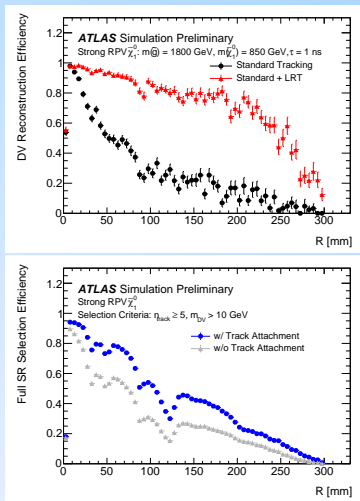 ATLAS Simulation Preliminary
Strong RPV χ̃₁⁰: m(g̃) = 1800 GeV, m(χ̃₁⁰) = 850 GeV, τ = 1 ns
Standard Tracking
Standard + LRT
DV Reconstruction Efficiency
1.2
1
0.8
0.6
0.4
0.2
0
0 50 100 150 200 250 300
R [mm]
ATLAS Simulation Preliminary
Strong RPV χ̃₁⁰
Selection Criteria: n_track ≥ 5, m_DV > 10 GeV
w/ Track Attachment
w/o Track Attachment
Full SR Selection Efficiency
1.2
1
0.8
0.6
0.4
0.2
0
0 50 100 150 200 250 300
R [mm]